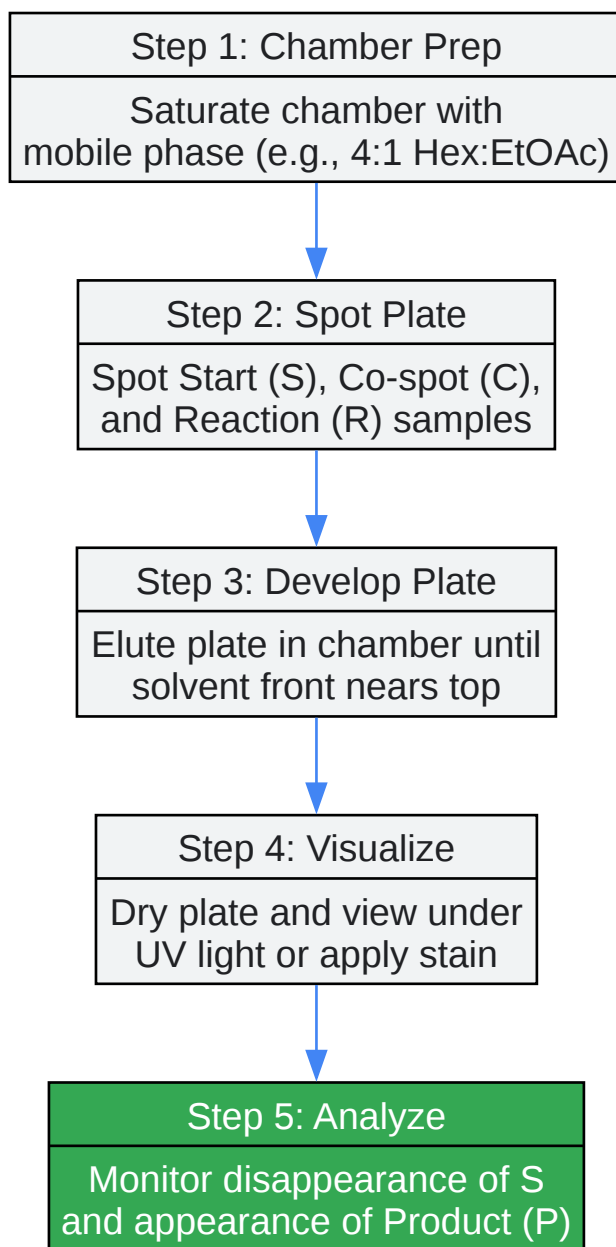 Step 1: Chamber Prep
Saturate chamber with
mobile phase (e.g., 4:1 Hex:EtOAc)
Step 2: Spot Plate
Spot Start (S), Co-spot (C),
and Reaction (R) samples
Step 3: Develop Plate
Elute plate in chamber until
solvent front nears top
Step 4: Visualize
Dry plate and view under
UV light or apply stain
Step 5: Analyze
Monitor disappearance of S
and appearance of Product (P)